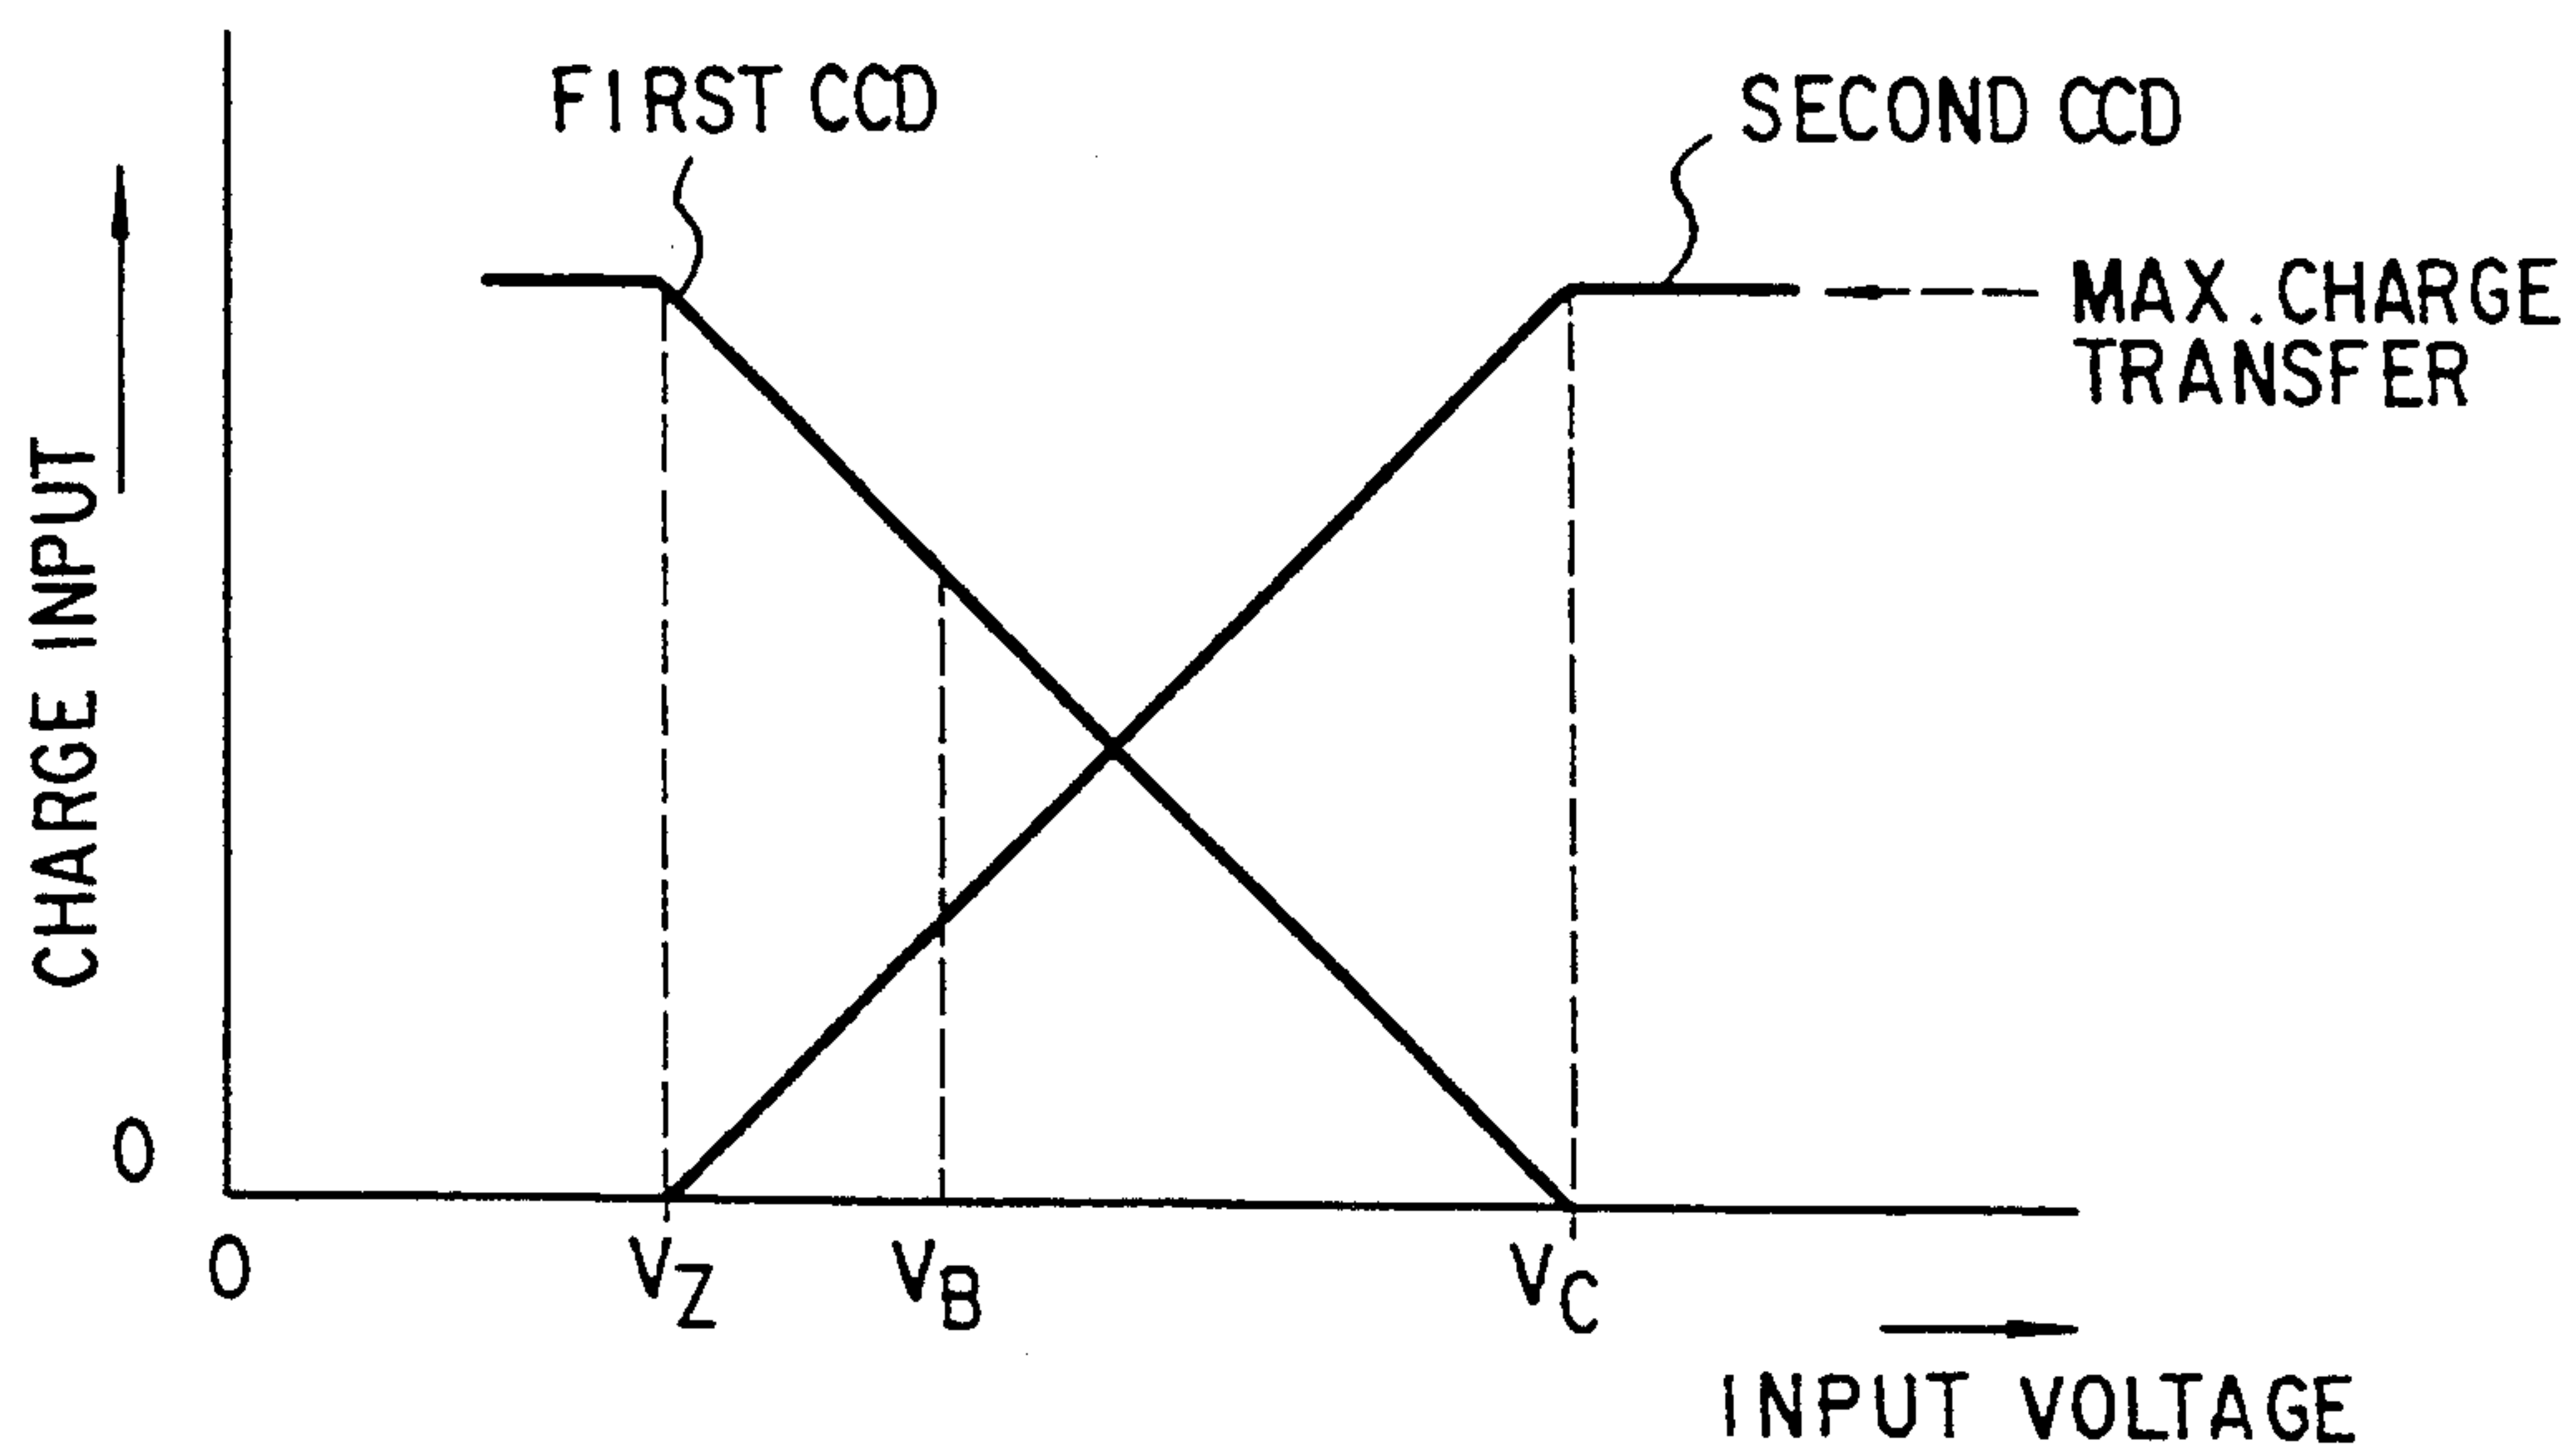 FIRST CCD
SECOND CCD
MAX. CHARGE
TRANSFER
CHARGE INPUT
0
0
VZ
VB
VC
INPUT VOLTAGE